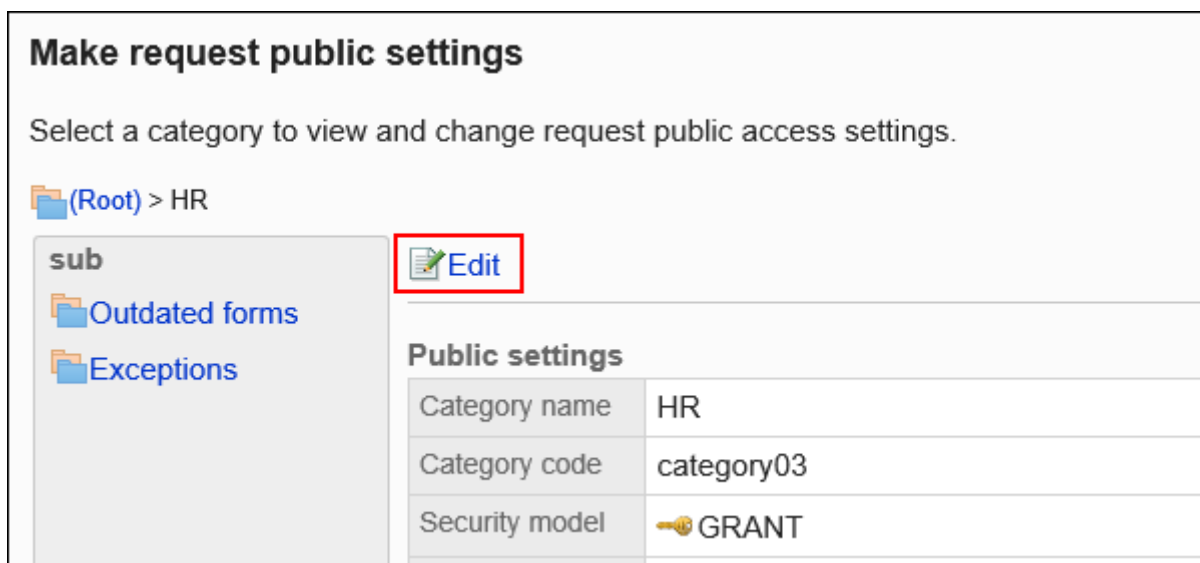 Make request public settings
Select a category to view and change request public access settings.
(Root) > HR
sub
Outdated forms
Exceptions
Edit
Public settings
Category name HR
Category code category03
Security model GRANT